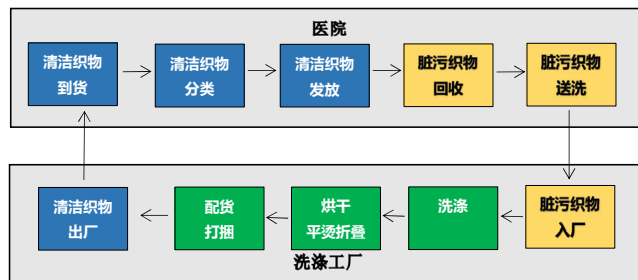 医院
清洁织物
到货
清洁织物
分类
清洁织物
发放
脏污织物
回收
脏污织物
送洗
清洁织物
出厂
配货
打捆
烘干
平烫折叠
洗涤
脏污织物
入厂
洗涤工厂